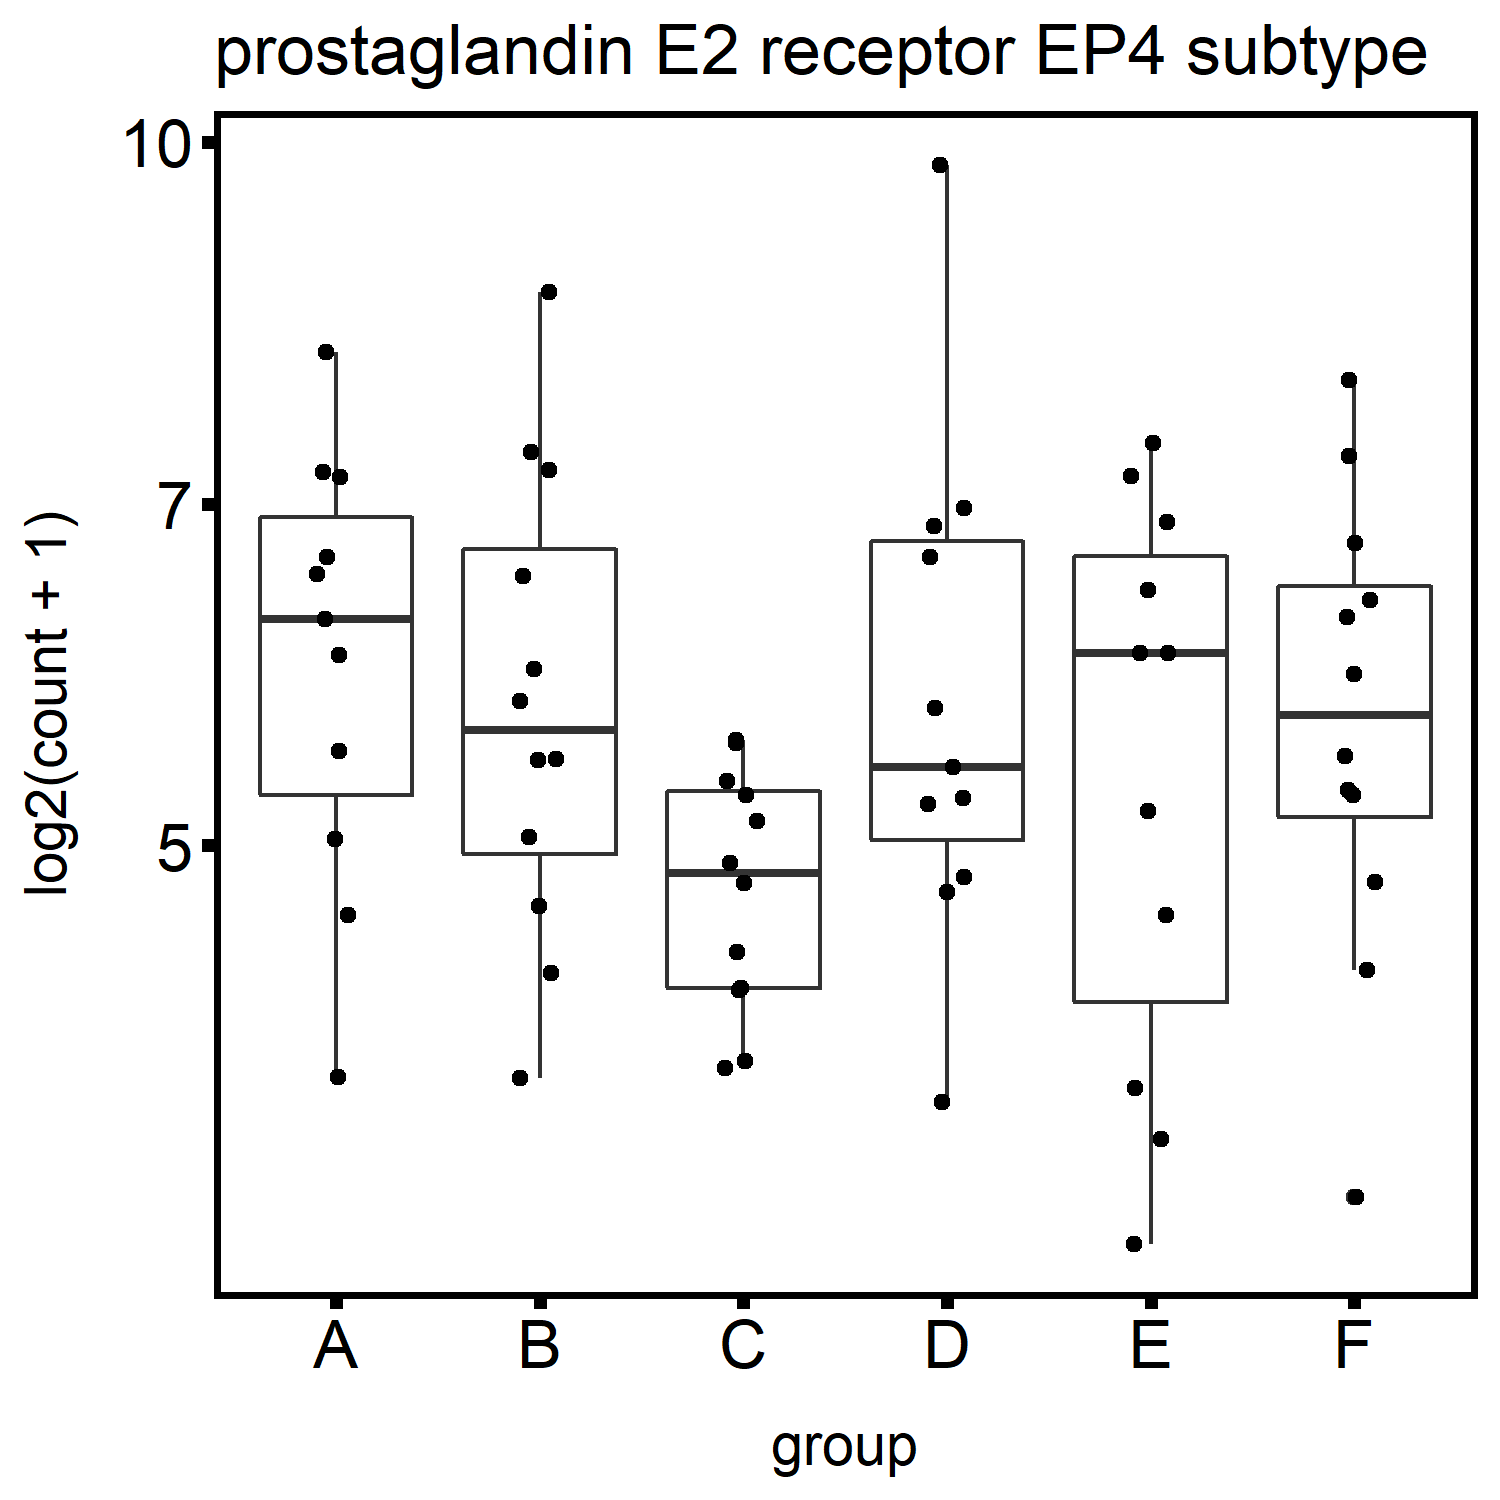 prostaglandin E2 receptor EP4 subtype
10
7
5
log2(count + 1)
A B C D E F
group